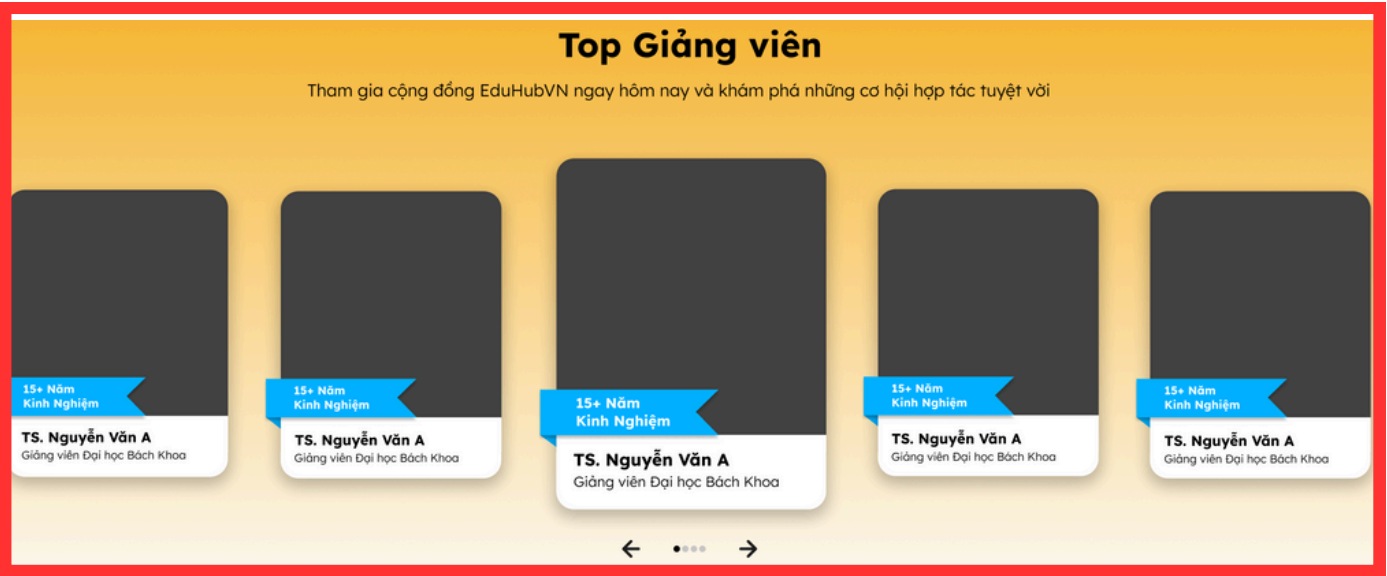 Top Giảng viên
Tham gia cộng đồng EduHubVN ngay hôm nay và khám phá những cơ hội hợp tác tuyệt vời
15+ Năm
Kinh Nghiệm
TS. Nguyễn Văn A
Giảng viên Đại học Bách Khoa
15+ Năm
Kinh Nghiệm
TS. Nguyễn Văn A
Giảng viên Đại học Bách Khoa
15+ Năm
Kinh Nghiệm
TS. Nguyễn Văn A
Giảng viên Đại học Bách Khoa
15+ Năm
Kinh Nghiệm
TS. Nguyễn Văn A
Giảng viên Đại học Bách Khoa
15+ Năm
Kinh Nghiệm
TS. Nguyễn Văn A
Giảng viên Đại học Bách Khoa